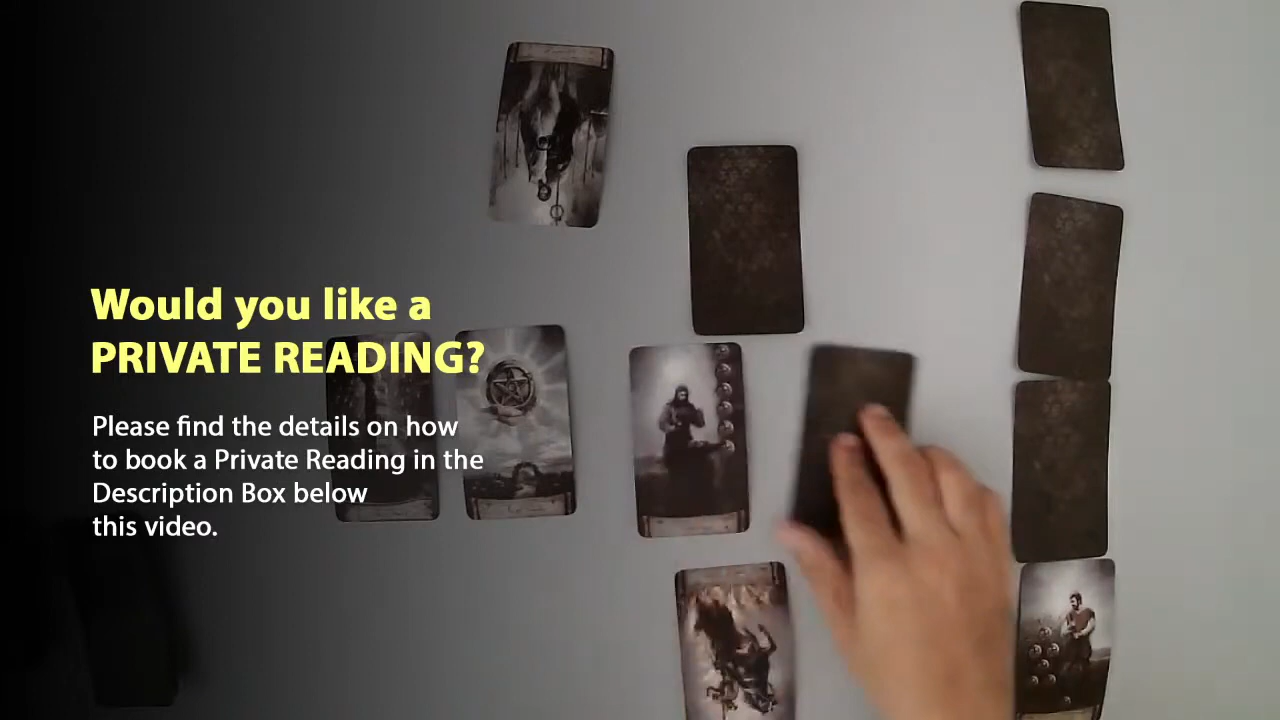 Would you like a
PRIVATE READING?
Please find the details on how
to book a Private Reading in the
Description Box below
this video.